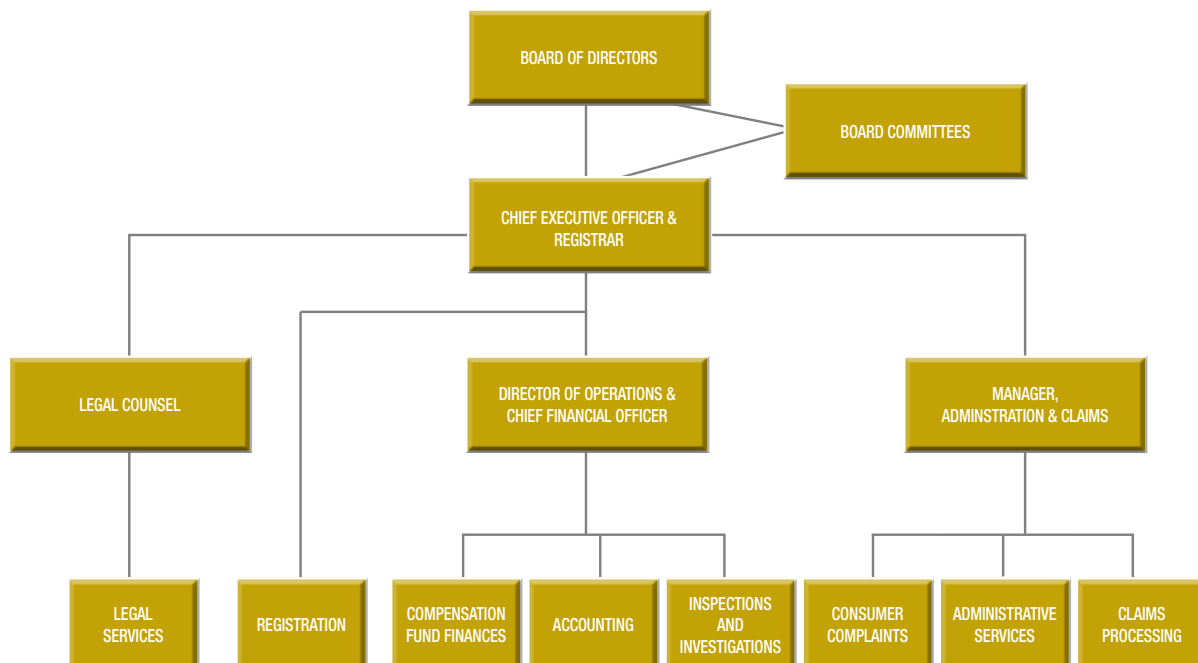 BOARD OF DIRECTORS
BOARD COMMITTEES
CHIEF EXECUTIVE OFFICER &
REGISTRAR
LEGAL COUNSEL
DIRECTOR OF OPERATIONS &
CHIEF FINANCIAL OFFICER
MANAGER,
ADMINSTRATION & CLAIMS
LEGAL
SERVICES
REGISTRATION
COMPENSATION
FUND FINANCES
ACCOUNTING
INSPECTIONS
AND
INVESTIGATIONS
CONSUMER
COMPLAINTS
ADMINISTRATIVE
SERVICES
CLAIMS
PROCESSING